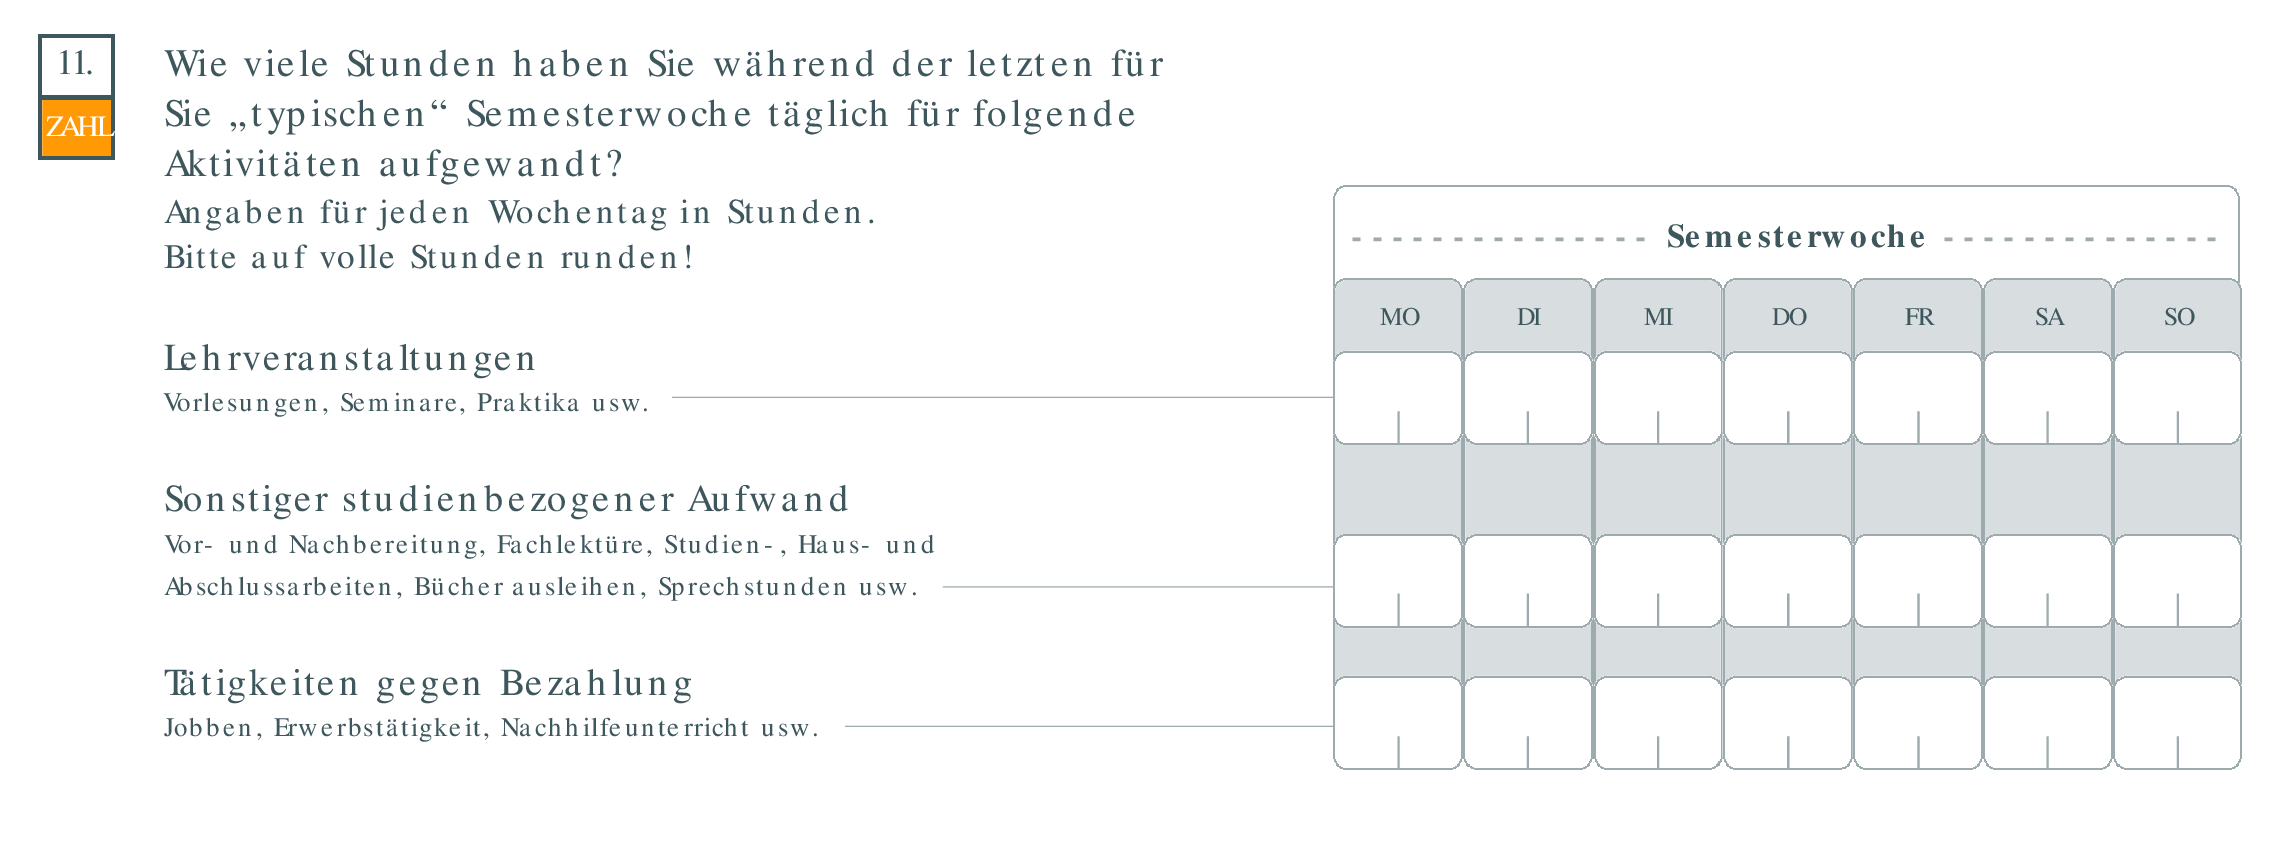 11.
ZAHL
Wie viele Stunden haben Sie während der letzten für
Sie „typischen“ Semesterwoche täglich für folgende
Aktivitäten aufgewandt?
Angaben für jeden Wochentag in Stunden.
Bitte auf volle Stunden runden!
Semesterwoche
MO DI MI DO FR SA SO
Lehrveranstaltungen
Vorlesungen, Seminare, Praktika usw.
Sonstiger studienbezogener Aufwand
Vor- und Nachbereitung, Fachlektüre, Studien-, Haus- und
Abschlussarbeiten, Bücher ausleihen, Sprechstunden usw.
Tätigkeiten gegen Bezahlung
Jobben, Erwerbstätigkeit, Nachhilfeunterricht usw.